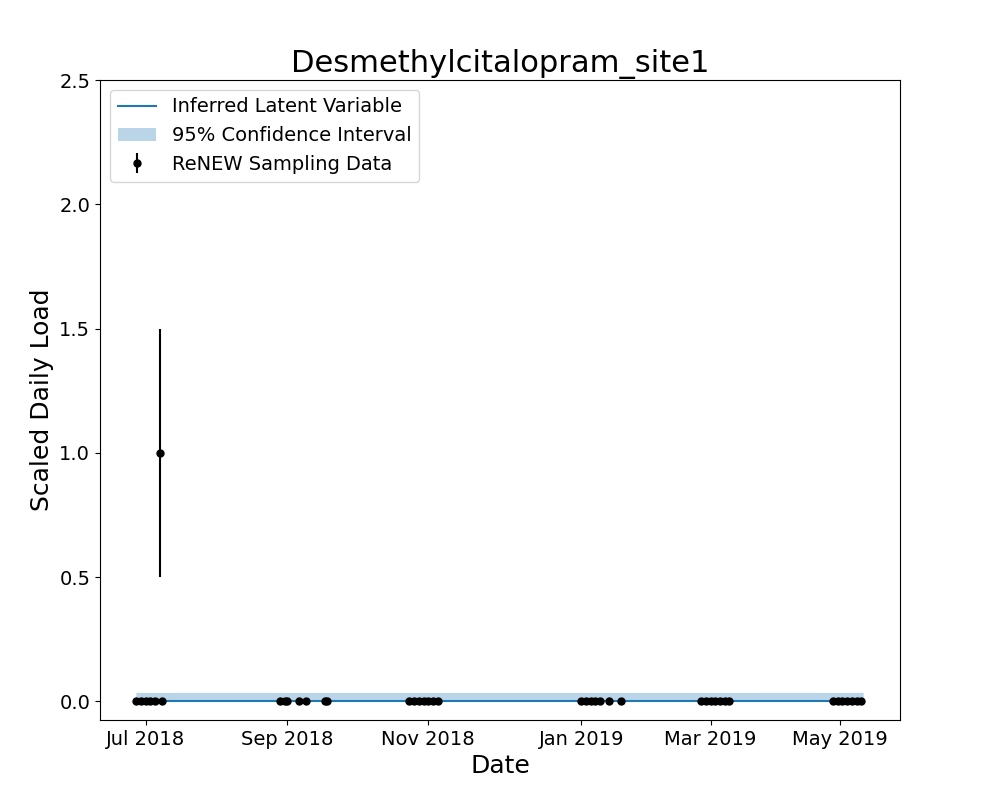 Desmethylcitalopram_site1
Inferred Latent Variable
95% Confidence Interval
ReNEW Sampling Data
Scaled Daily Load
2.5
2.0
1.5
1.0
0.5
0.0
Jul 2018
Sep 2018
Nov 2018
Jan 2019
Mar 2019
May 2019
Date